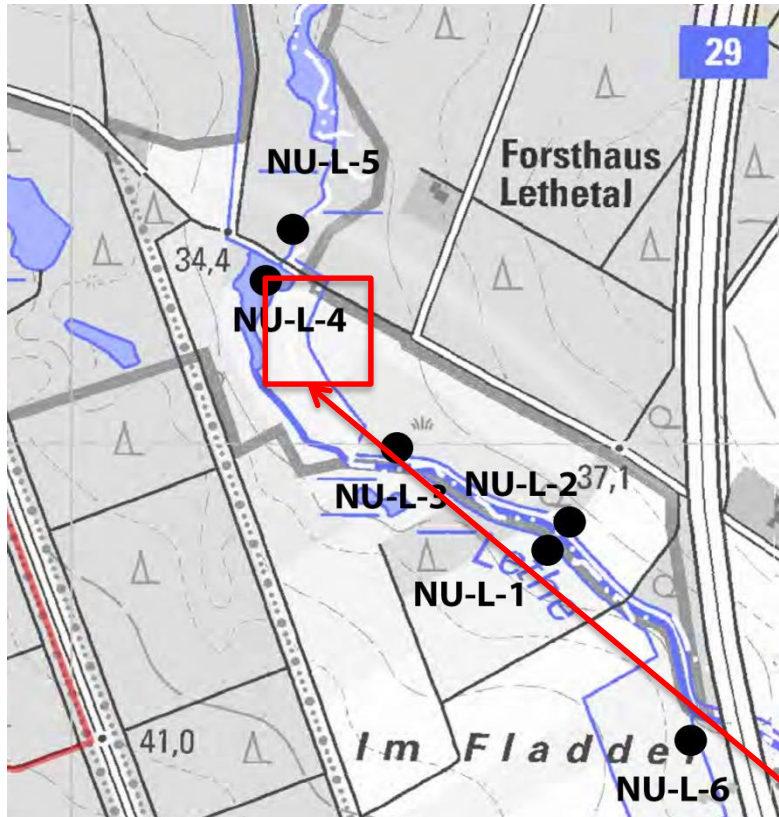 29
NU-L-5
Forsthaus
Lethetal
34,4
NU-L-4
NU-L-3
NU-L-2
37,1
NU-L-1
Lethe
Im Fladder
NU-L-6
41,0